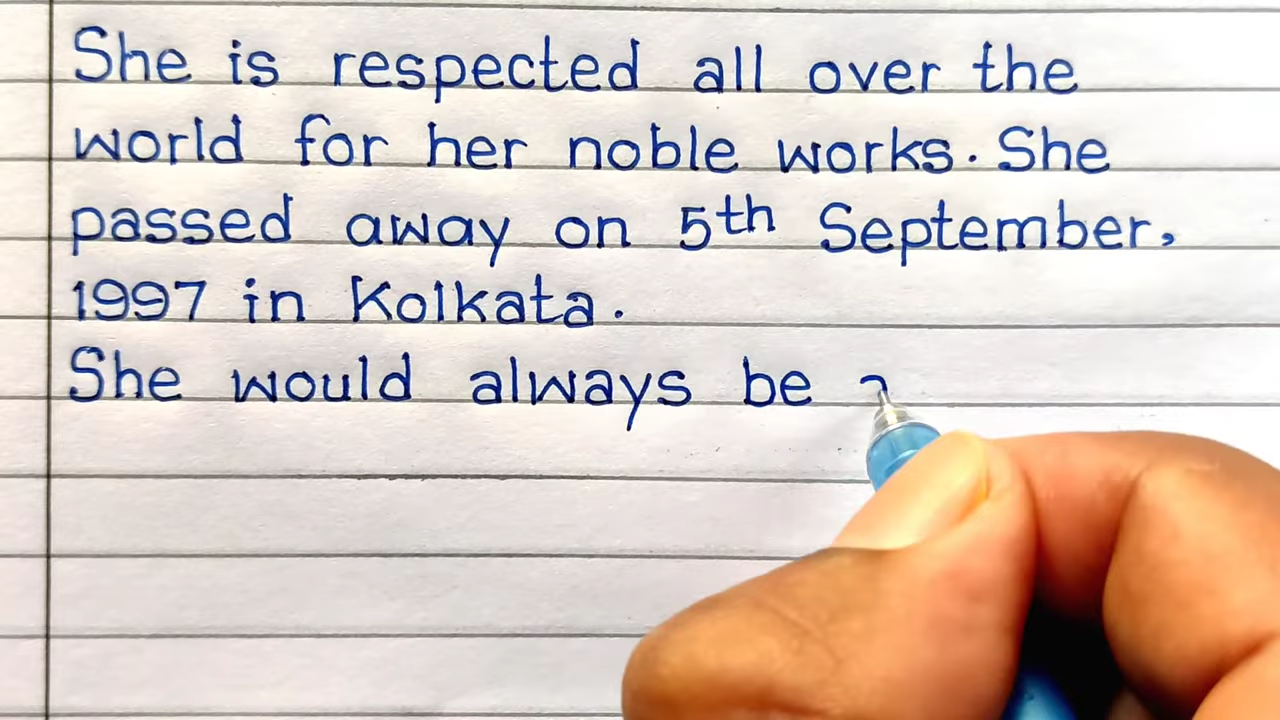 She is respected all over the
world for her noble works. She
passed away on 5th September,
1997 in Kolkata.
She would always be